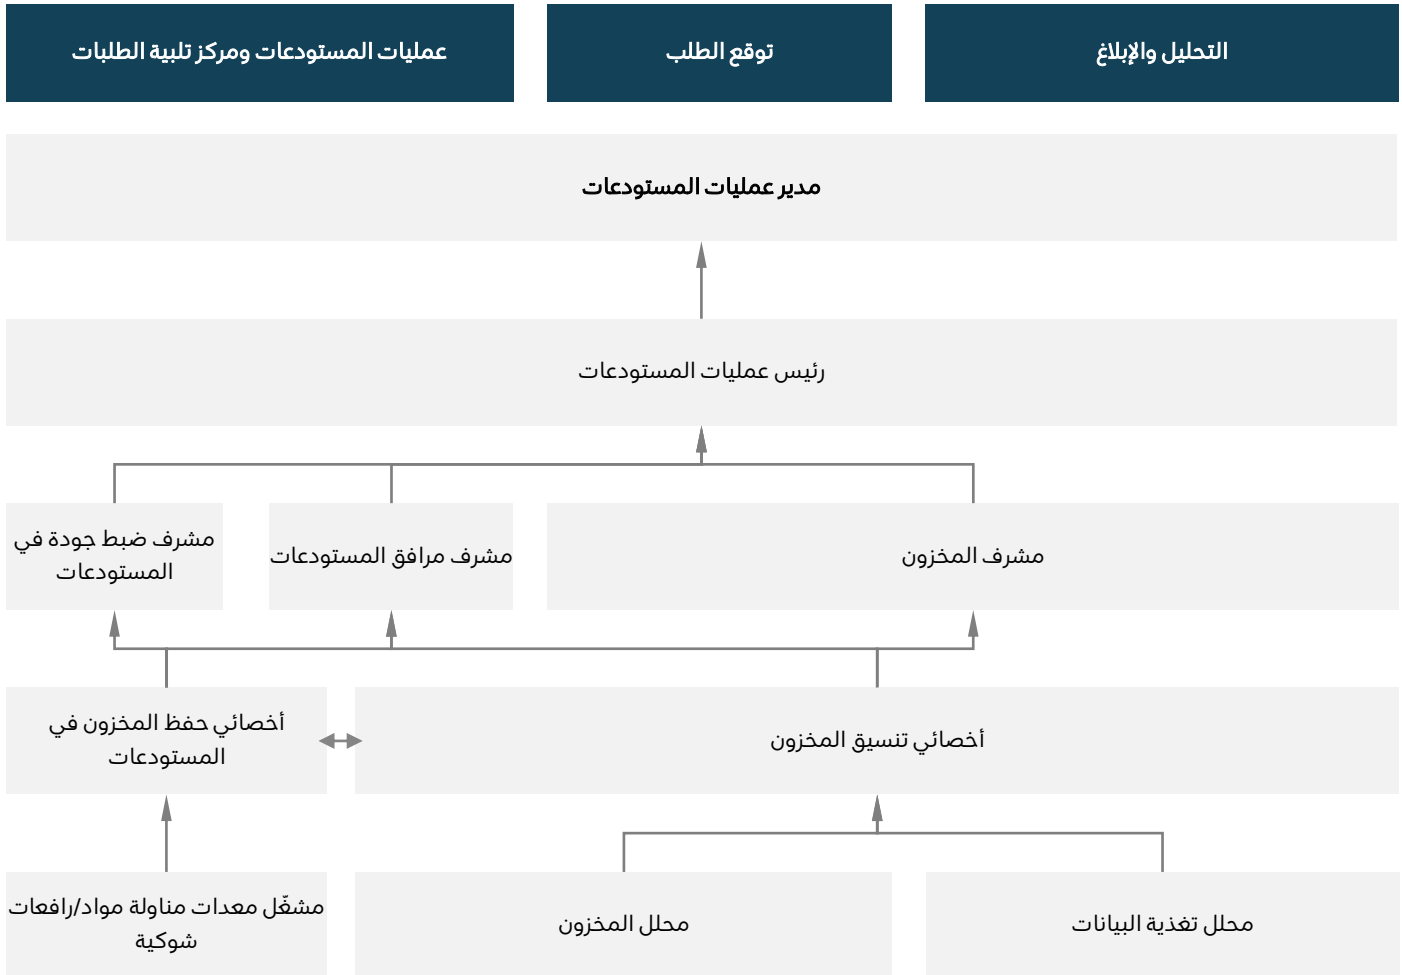 التحليل والإبلاغ
توقع الطلب
عمليات المستودعات ومركز تلبية الطلبات
مدير عمليات المستودعات
رئيس عمليات المستودعات
مشرف المخزون
مشرف مرافق المستودعات
مشرف ضبط جودة في
المستودعات
أخصائي تنسيق المخزون
أخصائي حفظ المخزون في
المستودعات
محلل تغذية البيانات
محلل المخزون
مشغّل معدات مناولة مواد/رافعات
شوكية